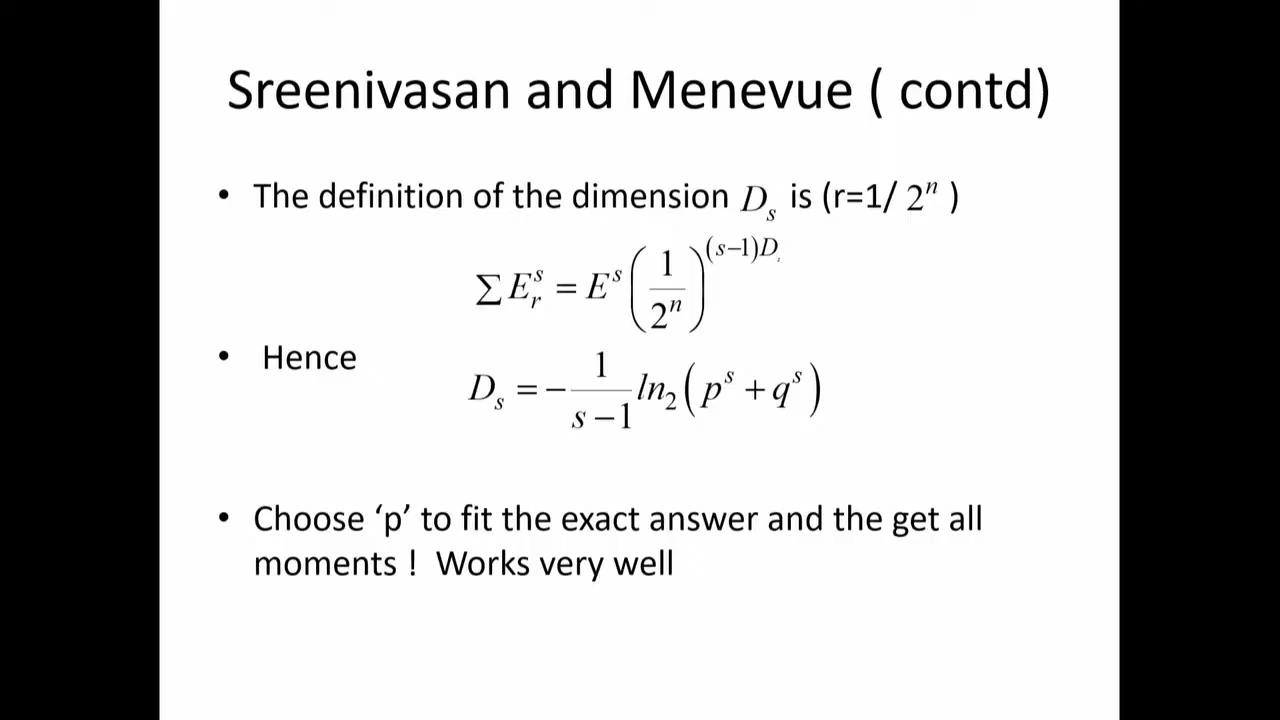 Sreenivasan and Menevue ( contd)
• The definition of the dimension D_s is (r=1/ 2^n )
∑ E_r^s = E^s (1/2^n)^{(s−1)D_s}
• Hence
D_s = − 1/(s−1) ln_2 (p^s + q^s)
• Choose ‘p’ to fit the exact answer and the get all
moments ! Works very well